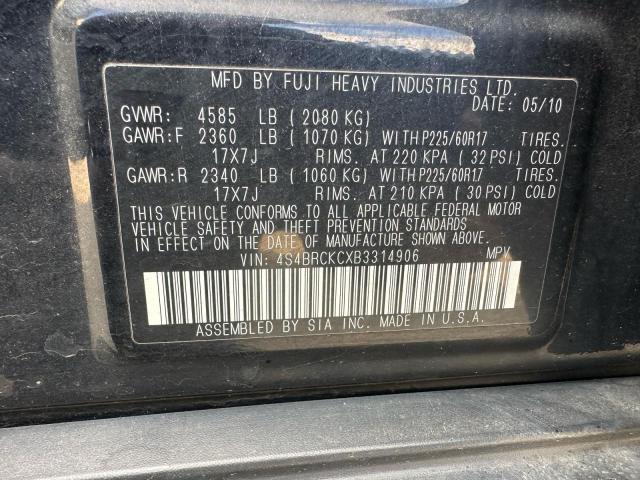 MFD BY FUJI HEAVY INDUSTRIES LTD.
DATE: 05/10
GVWR: 4585 LB ( 2080 KG)
GAWR:F 2360 LB ( 1070 KG) WITHP225/60R17 TIRES.
17X7J RIMS. AT 220 KPA ( 32 PSI) COLD
GAWR:R 2340 LB ( 1060 KG) WITHP225/60R17 TIRES.
17X7J RIMS. AT 210 KPA ( 30 PSI) COLD
THIS VEHICLE CONFORMS TO ALL APPLICABLE FEDERAL MOTOR
VEHICLE SAFETY AND THEFT PREVENTION STANDARDS
IN EFFECT ON THE DATE OF MANUFACTURE SHOWN ABOVE.
VIN: 4S4BRCKCXB3314906 MPV
ASSEMBLED BY SIA INC. MADE IN U.S.A.